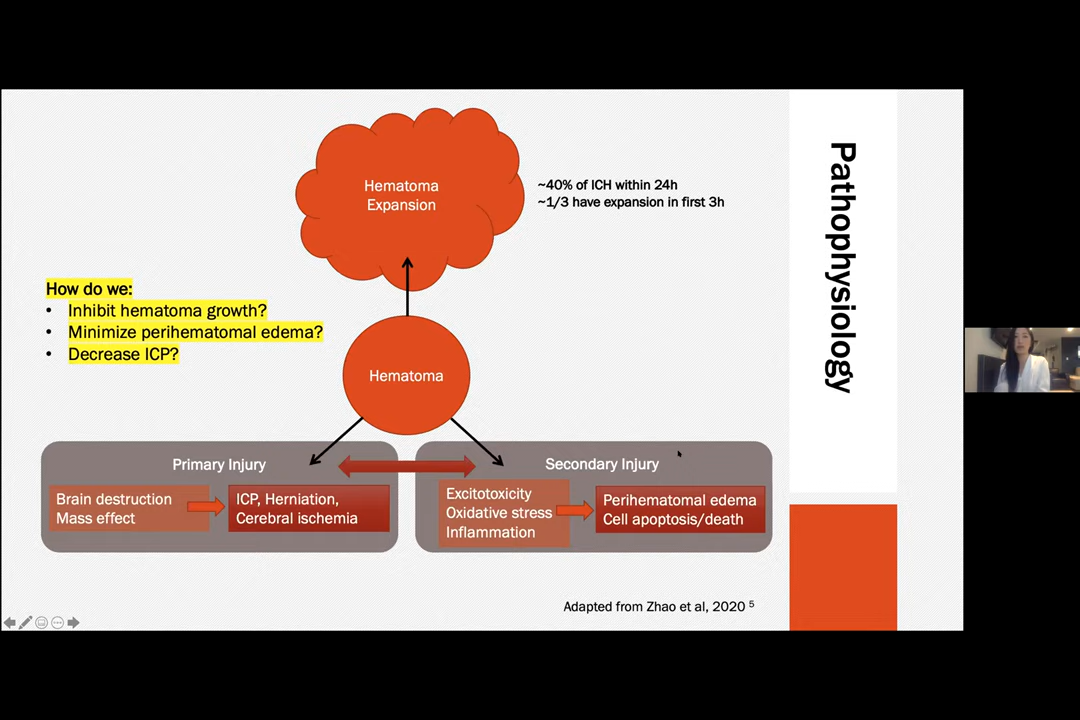 Pathophysiology
Hematoma
Expansion
~40% of ICH within 24h
~1/3 have expansion in first 3h
How do we:
• Inhibit hematoma growth?
• Minimize perihematomal edema?
• Decrease ICP?
Hematoma
Primary Injury
Brain destruction
Mass effect
ICP, Herniation,
Cerebral ischemia
Secondary Injury
Excitotoxicity
Oxidative stress
Inflammation
Perihematomal edema
Cell apoptosis/death
Adapted from Zhao et al, 2020 5